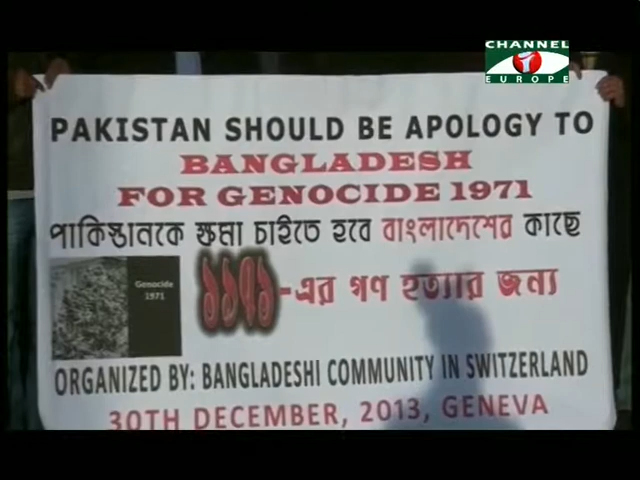 CHANNEL
i
EUROPE
PAKISTAN SHOULD BE APOLOGY TO
BANGLADESH
FOR GENOCIDE 1971
পাকিস্তানকে ক্ষমা চাইতে হবে বাংলাদেশের কাছে
Genocide
1971
১৯৭১-এর গণ হত্যার জন্য
ORGANIZED BY: BANGLADESHI COMMUNITY IN SWITZERLAND
30TH DECEMBER, 2013, GENEVA